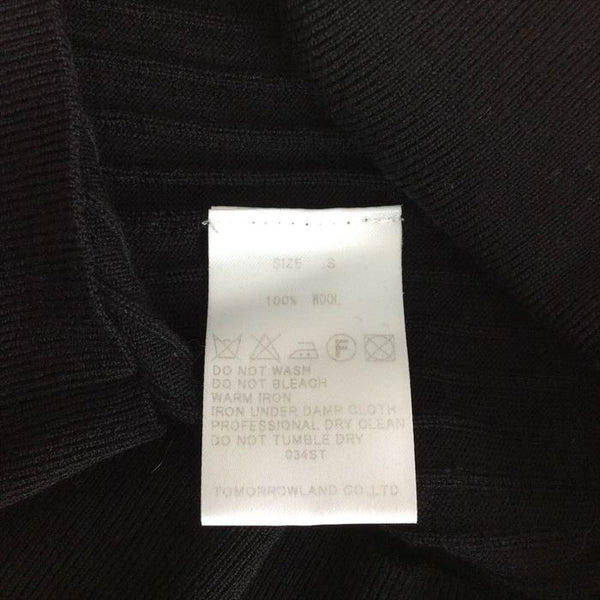 SIZE S
100% WOOL
F
DO NOT WASH
DO NOT BLEACH
WARM IRON
IRON UNDER DAMP CLOTH
PROFESSIONAL DRY CLEAN
DO NOT TUMBLE DRY
034ST
TOMORROWLAND CO.,LTD.